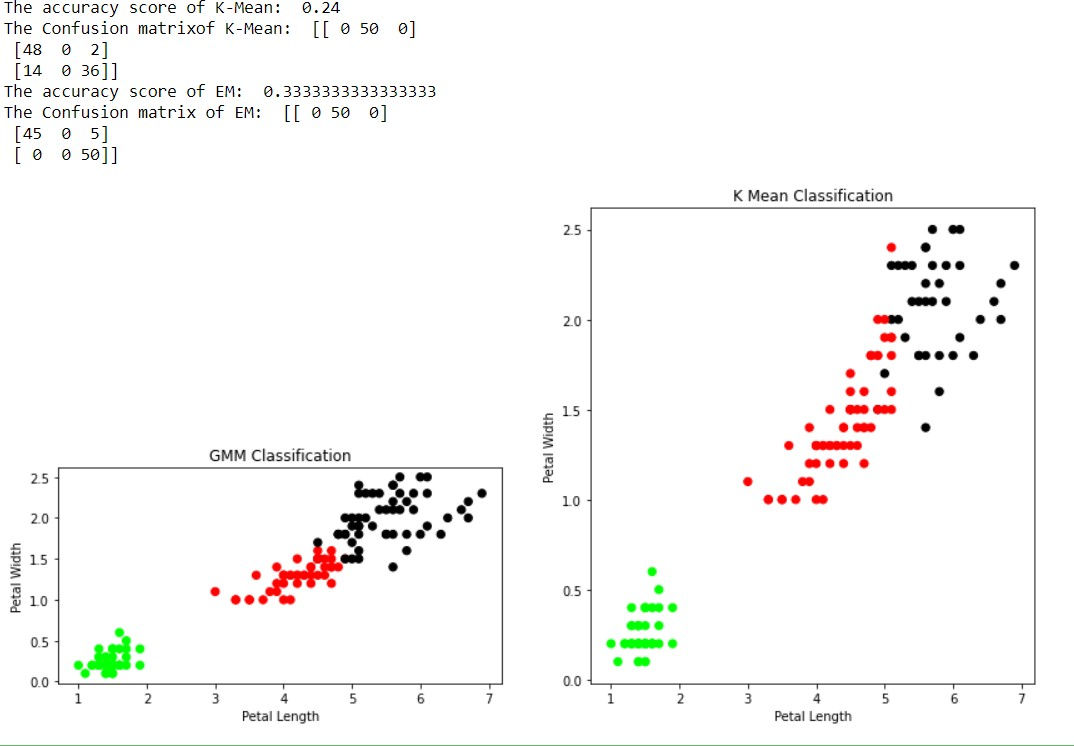 The accuracy score of K-Mean:  0.24
The Confusion matrixof K-Mean:  [[ 0 50  0]
 [48  0  2]
 [14  0 36]]
The accuracy score of EM:  0.3333333333333333
The Confusion matrix of EM:  [[ 0 50  0]
 [45  0  5]
 [ 0  0 50]]
GMM Classification
2.5
2.0
1.5
1.0
0.5
0.0
Petal Width
1 2 3 4 5 6 7
Petal Length
K Mean Classification
2.5
2.0
1.5
1.0
0.5
0.0
Petal Width
1 2 3 4 5 6 7
Petal Length